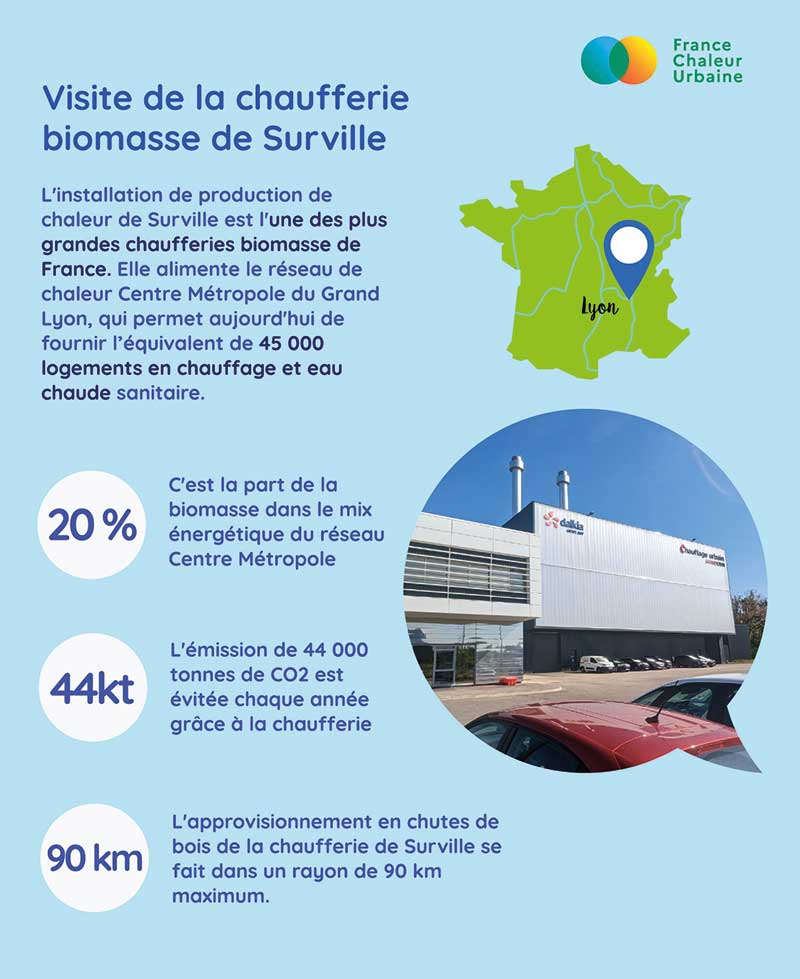 France
Chaleur
Urbaine
Visite de la chaufferie
biomasse de Surville
L'installation de production de
chaleur de Surville est l'une des plus
grandes chaufferies biomasse de
France. Elle alimente le réseau de
chaleur Centre Métropole du Grand
Lyon, qui permet aujourd'hui de
fournir l'équivalent de 45 000
logements en chauffage et eau
chaude sanitaire.
Lyon
20 %
C'est la part de la
biomasse dans le mix
énergétique du réseau
Centre Métropole
dalkia
Chauffage urbain
44kt
L'émission de 44 000
tonnes de CO2 est
évitée chaque année
grâce à la chaufferie
90 km
L'approvisionnement en chutes de
bois de la chaufferie de Surville se
fait dans un rayon de 90 km
maximum.